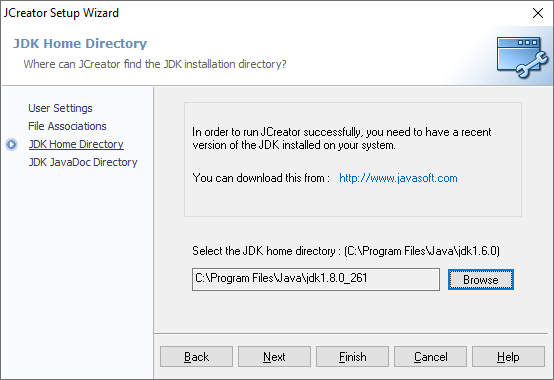 JCreator Setup Wizard
JDK Home Directory
Where can JCreator find the JDK installation directory?
User Settings
File Associations
JDK Home Directory
JDK JavaDoc Directory
In order to run JCreator successfully, you need to have a recent
version of the JDK installed on your system.
You can download this from : http://www.javasoft.com
Select the JDK home directory : (C:\Program Files\Java\jdk1.6.0)
C:\Program Files\Java\jdk1.8.0_261
Browse
Back Next Finish Cancel Help